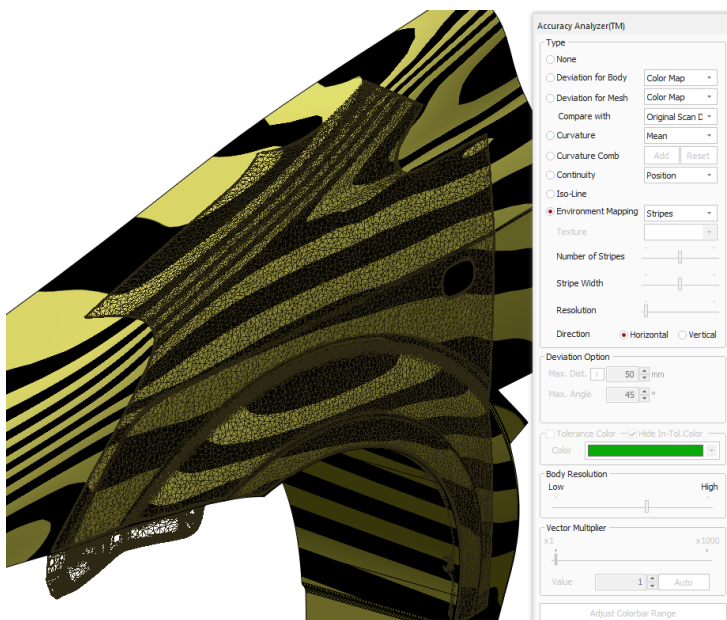 Accuracy Analyzer(TM)
Type
None
Deviation for Body Color Map
Deviation for Mesh Color Map
Compare with Original Scan D
Curvature Mean
Curvature Comb Add Reset
Continuity Position
Iso-Line
Environment Mapping Stripes
Texture
Number of Stripes
Stripe Width
Resolution
Direction Horizontal Vertical
Deviation Option
Max. Dist. ↑ 50 mm
Max. Angle 45 °
Tolerance Color Hide In-Tol.Color
Color
Body Resolution
Low High
Vector Multiplier
x1 x1000
Value 1 Auto
Adjust Colorbar Range